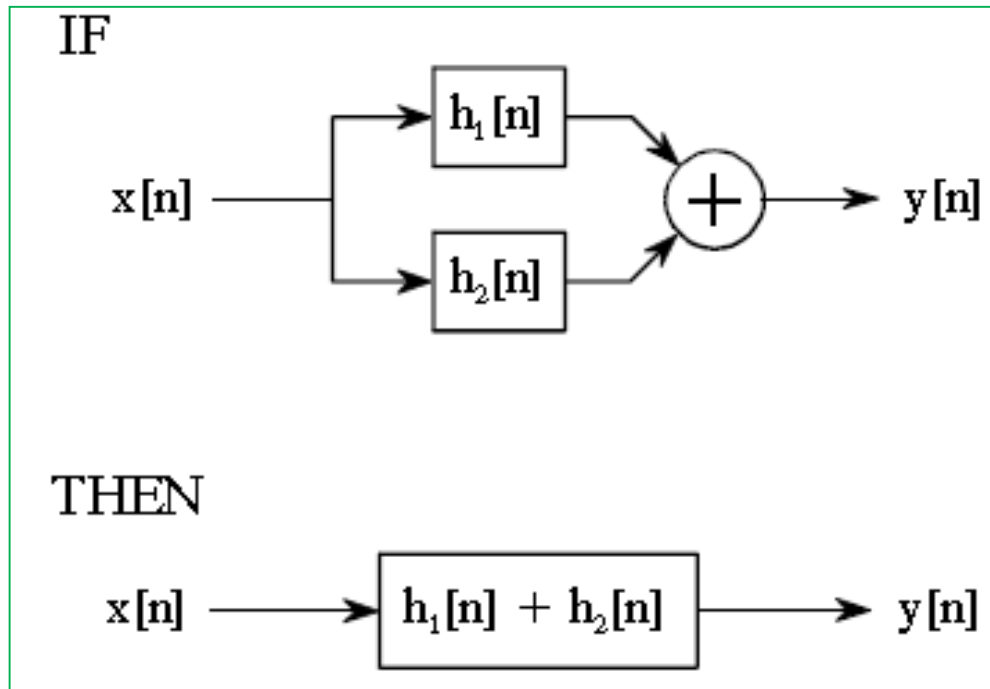 IF
h₁[n]
x[n] + y[n]
h₂[n]
THEN
x[n] h₁[n] + h₂[n] y[n]